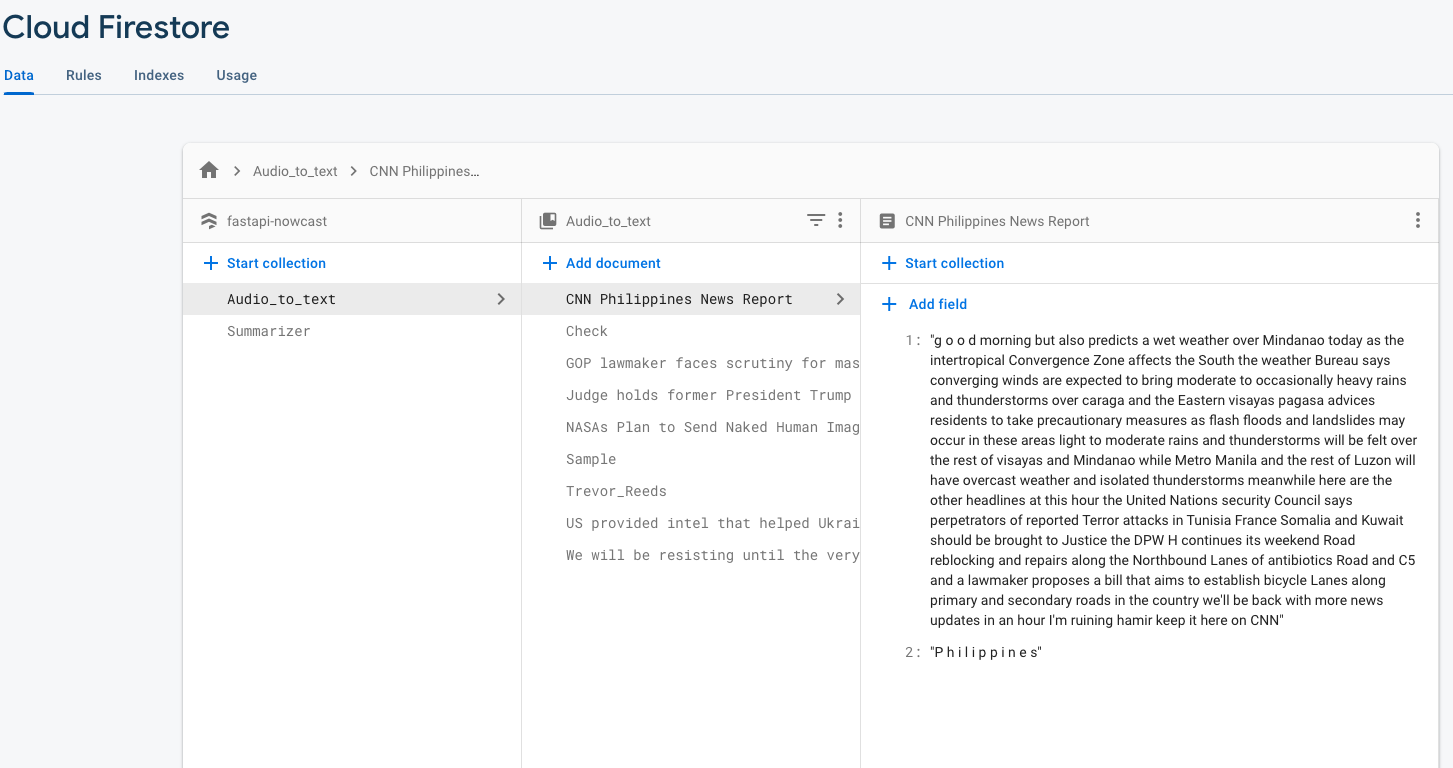 Cloud Firestore
Data Rules Indexes Usage
Audio_to_text CNN Philippines...
fastapi-nowcast
Start collection
Audio_to_text
Summarizer
Audio_to_text
Add document
CNN Philippines News Report
Check
GOP lawmaker faces scrutiny for mas
Judge holds former President Trump
NASAs Plan to Send Naked Human Imag
Sample
Trevor_Reeds
US provided intel that helped Ukrai
We will be resisting until the very
CNN Philippines News Report
Start collection
Add field
1: "g o o d morning but also predicts a wet weather over Mindanao today as the
intertropical Convergence Zone affects the South the weather Bureau says
converging winds are expected to bring moderate to occasionally heavy rains
and thunderstorms over caraga and the Eastern visayas pagasa advices
residents to take precautionary measures as flash floods and landslides may
occur in these areas light to moderate rains and thunderstorms will be felt over
the rest of visayas and Mindanao while Metro Manila and the rest of Luzon will
have overcast weather and isolated thunderstorms meanwhile here are the
other headlines at this hour the United Nations security Council says
perpetrators of reported Terror attacks in Tunisia France Somalia and Kuwait
should be brought to Justice the DPW H continues its weekend Road
reblocking and repairs along the Northbound Lanes of antibiotics Road and C5
and a lawmaker proposes a bill that aims to establish bicycle Lanes along
primary and secondary roads in the country we'll be back with more news
updates in an hour I'm ruining hamir keep it here on CNN"
2: "P h i l i p p i n e s"